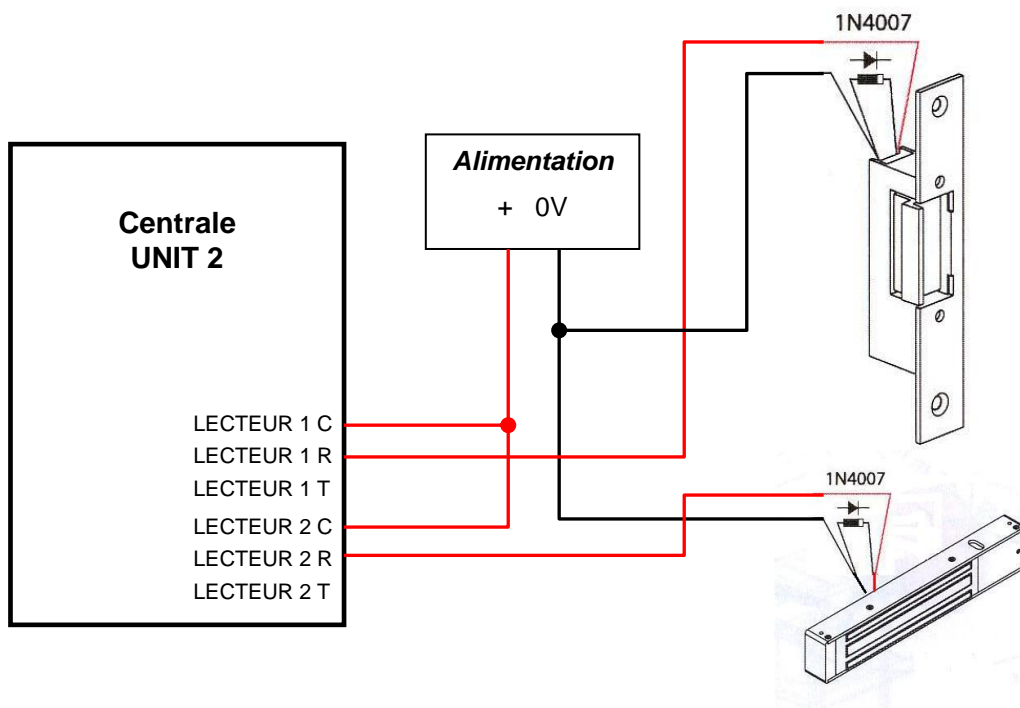 1N4007
Alimentation
+ 0V
Centrale
UNIT 2
LECTEUR 1 C
LECTEUR 1 R
LECTEUR 1 T
LECTEUR 2 C
LECTEUR 2 R
LECTEUR 2 T
1N4007